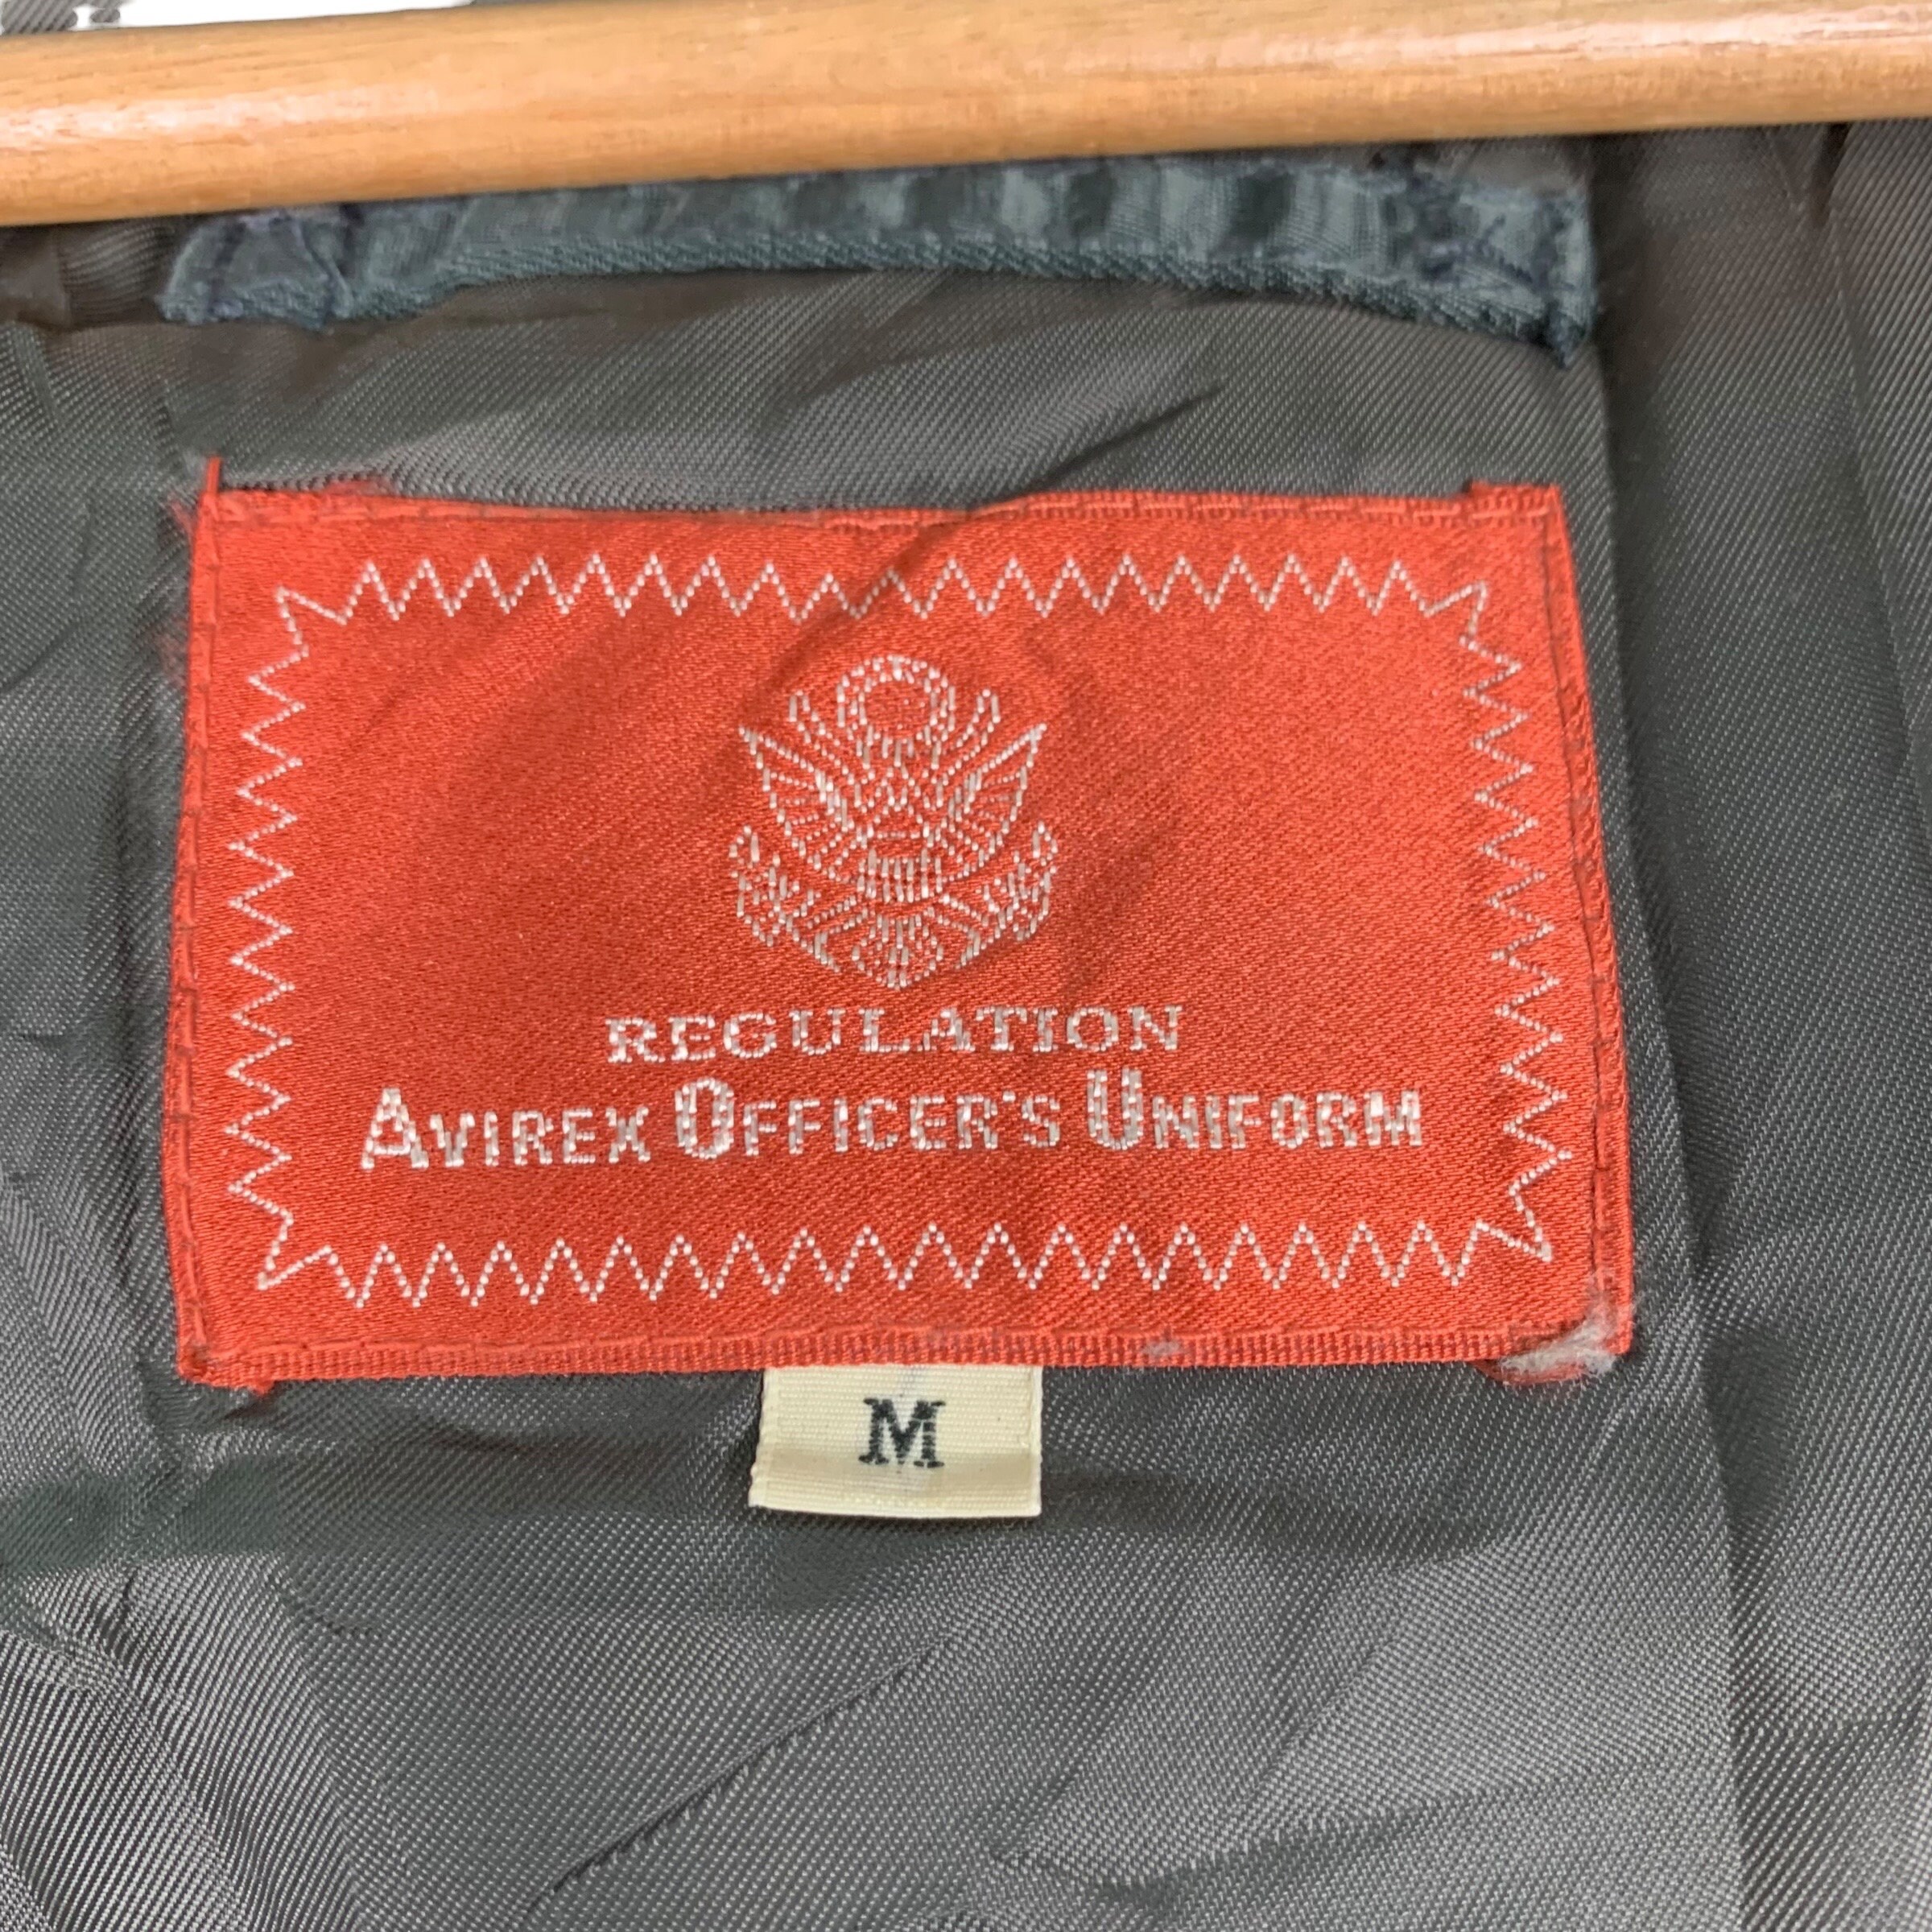 REGULATION
AVIREX OFFICER'S UNIFORM
M